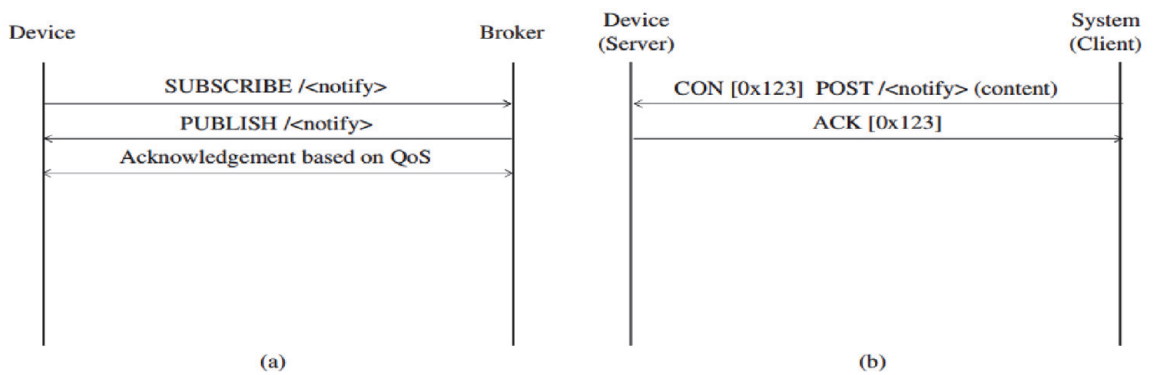 Device
Broker
SUBSCRIBE /<notify>
PUBLISH /<notify>
Acknowledgement based on QoS
(a)
Device
(Server)
System
(Client)
CON [0x123] POST /<notify> (content)
ACK [0x123]
(b)